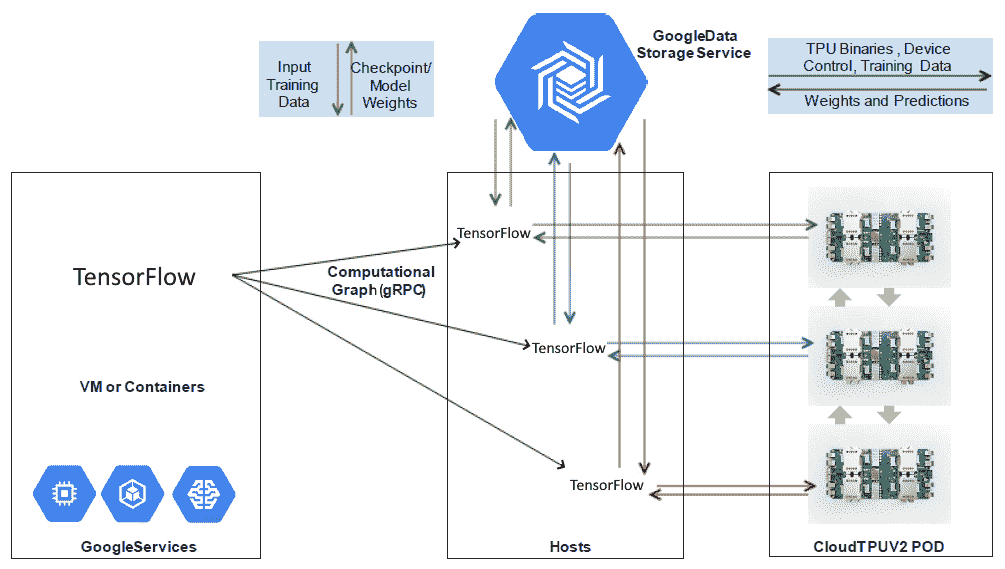 GoogleData
Storage Service
Input
Training
Data
Checkpoint/
Model
Weights
TPU Binaries , Device
Control, Training Data
Weights and Predictions
TensorFlow
Computational
Graph(gRPC)
TensorFlow
TensorFlow
TensorFlow
VM or Containers
GoogleServices
Hosts
CloudTPUV2 POD